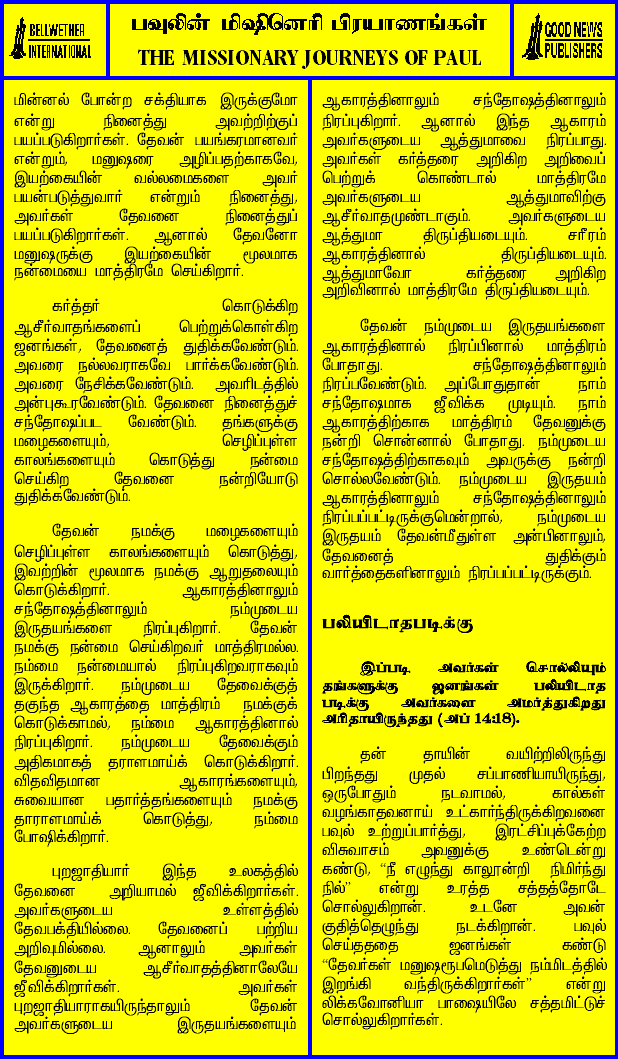 BELLWETHER
INTERNATIONAL
பவுலின் மிஷினெரி பிரயாணங்கள்
THE MISSIONARY JOURNEYS OF PAUL
GOOD NEWS
PUBLISHERS
மின்னல் போன்ற சக்தியாக இருக்குமோ
என்று நினைத்து அவற்றிற்குப்
பயப்படுகிறார்கள். தேவன் பயங்கரமானவர்
என்றும், மனுஷரை அழிப்பதற்காகவே,
இயற்கையின் வல்லமைகளை அவர்
பயன்படுத்துவார் என்றும் நினைத்து,
அவர்கள் தேவனை நினைத்துப்
பயப்படுகிறார்கள். ஆனால் தேவனோ
மனுஷருக்கு இயற்கையின் மூலமாக
நன்மையை மாத்திரமே செய்கிறார்.
கர்த்தர் கொடுக்கிற
ஆசீர்வாதங்களைப் பெற்றுக்கொள்கிற
ஜனங்கள், தேவனைத் துதிக்கவேண்டும்.
அவரை நல்லவராகவே பார்க்கவேண்டும்.
அவரை நேசிக்கவேண்டும். அவரிடத்தில்
அன்புகூரவேண்டும். தேவனை நினைத்துச்
சந்தோஷப்பட வேண்டும். தங்களுக்கு
மழைகளையும், செழிப்புள்ள
காலங்களையும் கொடுத்து நன்மை
செய்கிற தேவனை நன்றியோடு
துதிக்கவேண்டும்.
தேவன் நமக்கு மழைகளையும்
செழிப்புள்ள காலங்களையும் கொடுத்து,
இவற்றின் மூலமாக நமக்கு ஆறுதலையும்
கொடுக்கிறார். ஆகாரத்தினாலும்
சந்தோஷத்தினாலும் நம்முடைய
இருதயங்களை நிரப்புகிறார். தேவன்
நமக்கு நன்மை செய்கிறவர் மாத்திரமல்ல.
நம்மை நன்மையால் நிரப்புகிறவராகவும்
இருக்கிறார். நம்முடைய தேவைக்குத்
தகுந்த ஆகாரத்தை மாத்திரம் நமக்குக்
கொடுக்காமல், நம்மை ஆகாரத்தினால்
நிரப்புகிறார். நம்முடைய தேவைக்கும்
அதிகமாகத் தராளமாய்க் கொடுக்கிறார்.
விதவிதமான ஆகாரங்களையும்,
சுவையான பதார்த்தங்களையும் நமக்கு
தாராளமாய்க் கொடுத்து, நம்மை
போஷிக்கிறார்.
புறஜாதியார் இந்த உலகத்தில்
தேவனை அறியாமல் ஜீவிக்கிறார்கள்.
அவர்களுடைய உள்ளத்தில்
தேவபக்தியில்லை. தேவனைப் பற்றிய
அறிவுமில்லை. ஆனாலும் அவர்கள்
தேவனுடைய ஆசீர்வாதத்தினாலேயே
ஜீவிக்கிறார்கள். அவர்கள்
புறஜாதியாராகயிருந்தாலும் தேவன்
அவர்களுடைய இருதயங்களையும்
ஆகாரத்தினாலும் சந்தோஷத்தினாலும்
நிரப்புகிறார். ஆனால் இந்த ஆகாரம்
அவர்களுடைய ஆத்துமாவை நிரப்பாது.
அவர்கள் கர்த்தரை அறிகிற அறிவைப்
பெற்றுக் கொண்டால் மாத்திரமே
அவர்களுடைய ஆத்துமாவிற்கு
ஆசீர்வாதமுண்டாகும். அவர்களுடைய
ஆத்துமா திருப்தியடையும். சரீரம்
ஆகாரத்தினால் திருப்தியடையும்.
ஆத்துமாவோ கர்த்தரை அறிகிற
அறிவினால் மாத்திரமே திருப்தியடையும்.
தேவன் நம்முடைய இருதயங்களை
ஆகாரத்தினால் நிரப்பினால் மாத்திரம்
போதாது. சந்தோஷத்தினாலும்
நிரப்பவேண்டும். அப்போதுதான் நாம்
சந்தோஷமாக ஜீவிக்க முடியும். நாம்
ஆகாரத்திற்காக மாத்திரம் தேவனுக்கு
நன்றி சொன்னால் போதாது. நம்முடைய
சந்தோஷத்திற்காகவும் அவருக்கு நன்றி
சொல்லவேண்டும். நம்முடைய இருதயம்
ஆகாரத்தினாலும் சந்தோஷத்தினாலும்
நிரப்பப்பட்டிருக்குமென்றால், நம்முடைய
இருதயம் தேவன்மீதுள்ள அன்பினாலும்,
தேவனைத் துதிக்கும்
வார்த்தைகளினாலும் நிரப்பப்பட்டிருக்கும்.
பலியிடாதபடிக்கு
இப்படி அவர்கள் சொல்லியும்
தங்களுக்கு ஜனங்கள் பலியிடாத
படிக்கு அவர்களை அமர்த்துகிறது
அரிதாயிருந்தது (அப் 14:18).
தன் தாயின் வயிற்றிலிருந்து
பிறந்தது முதல் சப்பாணியாயிருந்து,
ஒருபோதும் நடவாமல், கால்கள்
வழங்காதவனாய் உட்கார்ந்திருக்கிறவனை
பவுல் உற்றுப்பார்த்து, இரட்சிப்புக்கேற்ற
விசுவாசம் அவனுக்கு உண்டென்று
கண்டு, “நீ எழுந்து காலூன்றி நிமிர்ந்து
நில்” என்று உரத்த சத்தத்தோடே
சொல்லுகிறான். உடனே அவன்
குதித்தெழுந்து நடக்கிறான். பவுல்
செய்தததை ஜனங்கள் கண்டு
“தேவர்கள் மனுஷரூபமெடுத்து நம்மிடத்தில்
இறங்கி வந்திருக்கிறார்கள்” என்று
லிக்கவோனியா பாஷையிலே சத்தமிட்டுச்
சொல்லுகிறார்கள்.